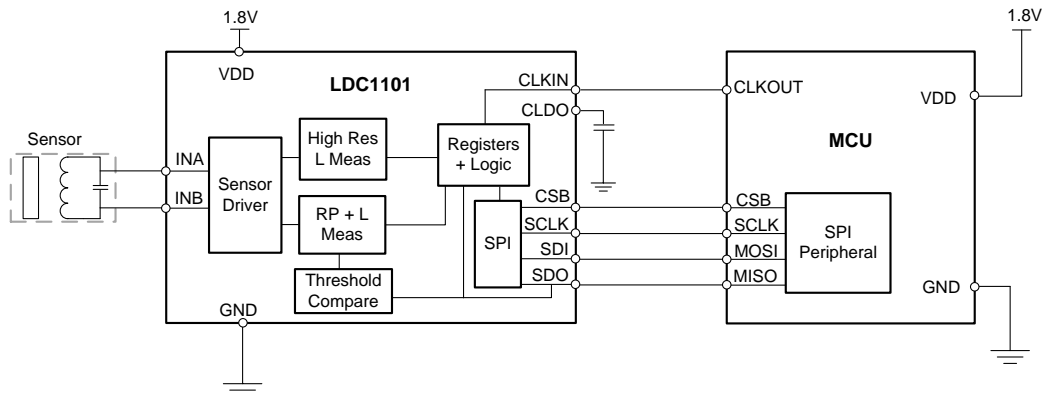 1.8V
1.8V
VDD
LDC1101
CLKIN
CLKOUT
VDD
CLDO
MCU
Sensor
High Res
L Meas
Registers
+ Logic
INA
Sensor
Driver
INB
RP + L
Meas
SPI
CSB
SCLK
SDI
SDO
CSB
SCLK
MOSI
MISO
SPI
Peripheral
Threshold
Compare
GND
GND